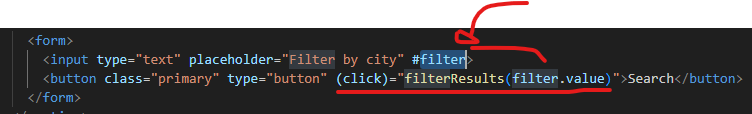 <form>
<input type="text" placeholder="Filter by city" #filter>
<button class="primary" type="button" (click)="filterResults(filter.value)">Search</button>
</form>